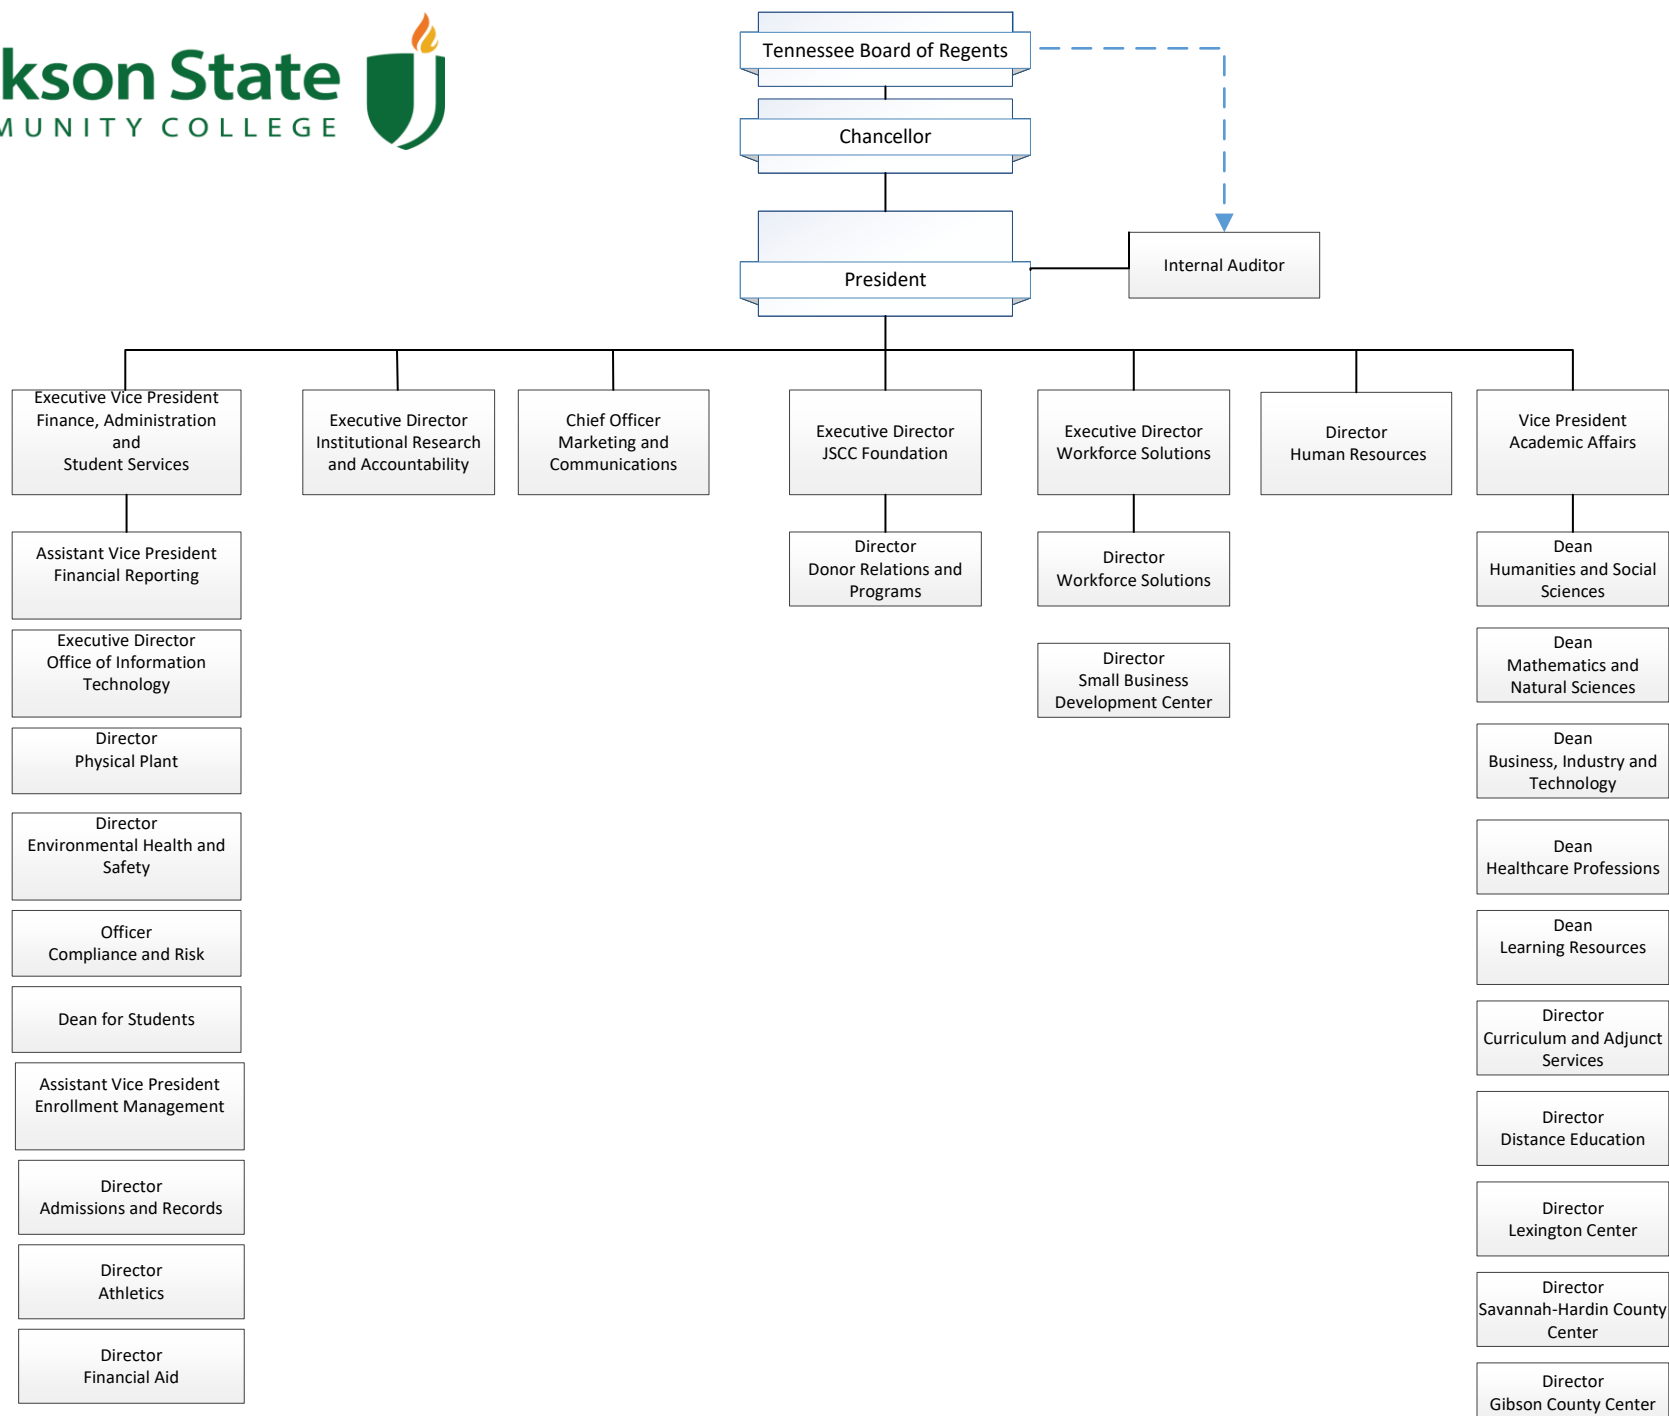 kson State
MUNITY COLLEGE
Tennessee Board of Regents
Chancellor
President
Internal Auditor
Executive Vice President
Finance, Administration
and
Student Services
Executive Director
Institutional Research
and Accountability
Chief Officer
Marketing and
Communications
Executive Director
JSCC Foundation
Executive Director
Workforce Solutions
Director
Human Resources
Vice President
Academic Affairs
Assistant Vice President
Financial Reporting
Executive Director
Office of Information
Technology
Director
Physical Plant
Director
Environmental Health and
Safety
Officer
Compliance and Risk
Dean for Students
Assistant Vice President
Enrollment Management
Director
Admissions and Records
Director
Athletics
Director
Financial Aid
Director
Donor Relations and
Programs
Director
Workforce Solutions
Director
Small Business
Development Center
Dean
Humanities and Social
Sciences
Dean
Mathematics and
Natural Sciences
Dean
Business, Industry and
Technology
Dean
Healthcare Professions
Dean
Learning Resources
Director
Curriculum and Adjunct
Services
Director
Distance Education
Director
Lexington Center
Director
Savannah-Hardin County
Center
Director
Gibson County Center